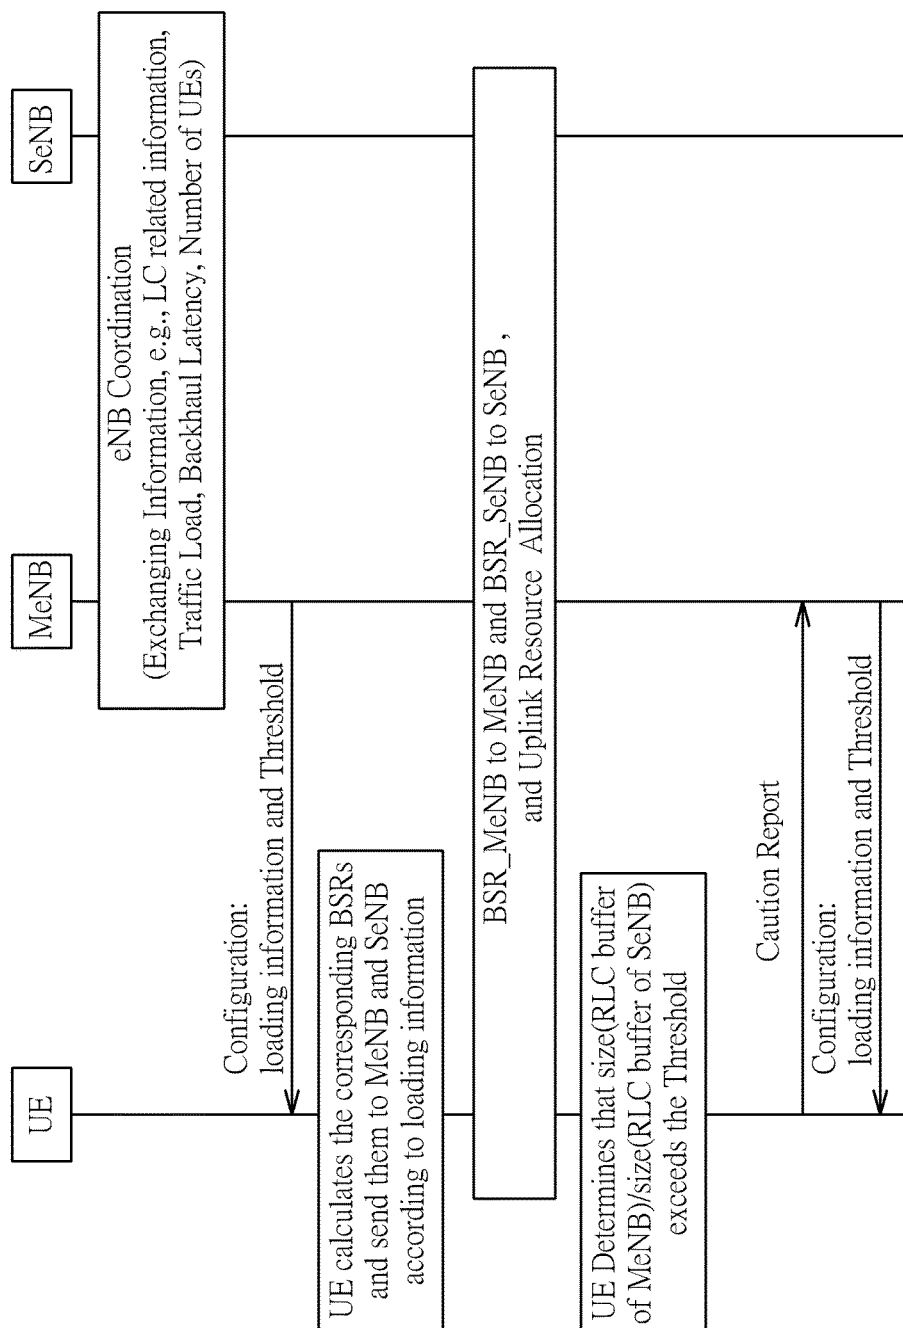 UE
MeNB
SeNB
eNB Coordination
(Exchanging Information, e.g., LC related information,
Traffic Load, Backhaul Latency, Number of UEs)
Configuration:
loading information and Threshold
UE calculates the corresponding BSRs
and send them to MeNB and SeNB
according to loading information
BSR_MeNB to MeNB and BSR_SeNB to SeNB ,
and Uplink Resource Allocation
UE Determines that size(RLC buffer
of MeNB)/size(RLC buffer of SeNB)
exceeds the Threshold
Caution Report
Configuration:
loading information and Threshold